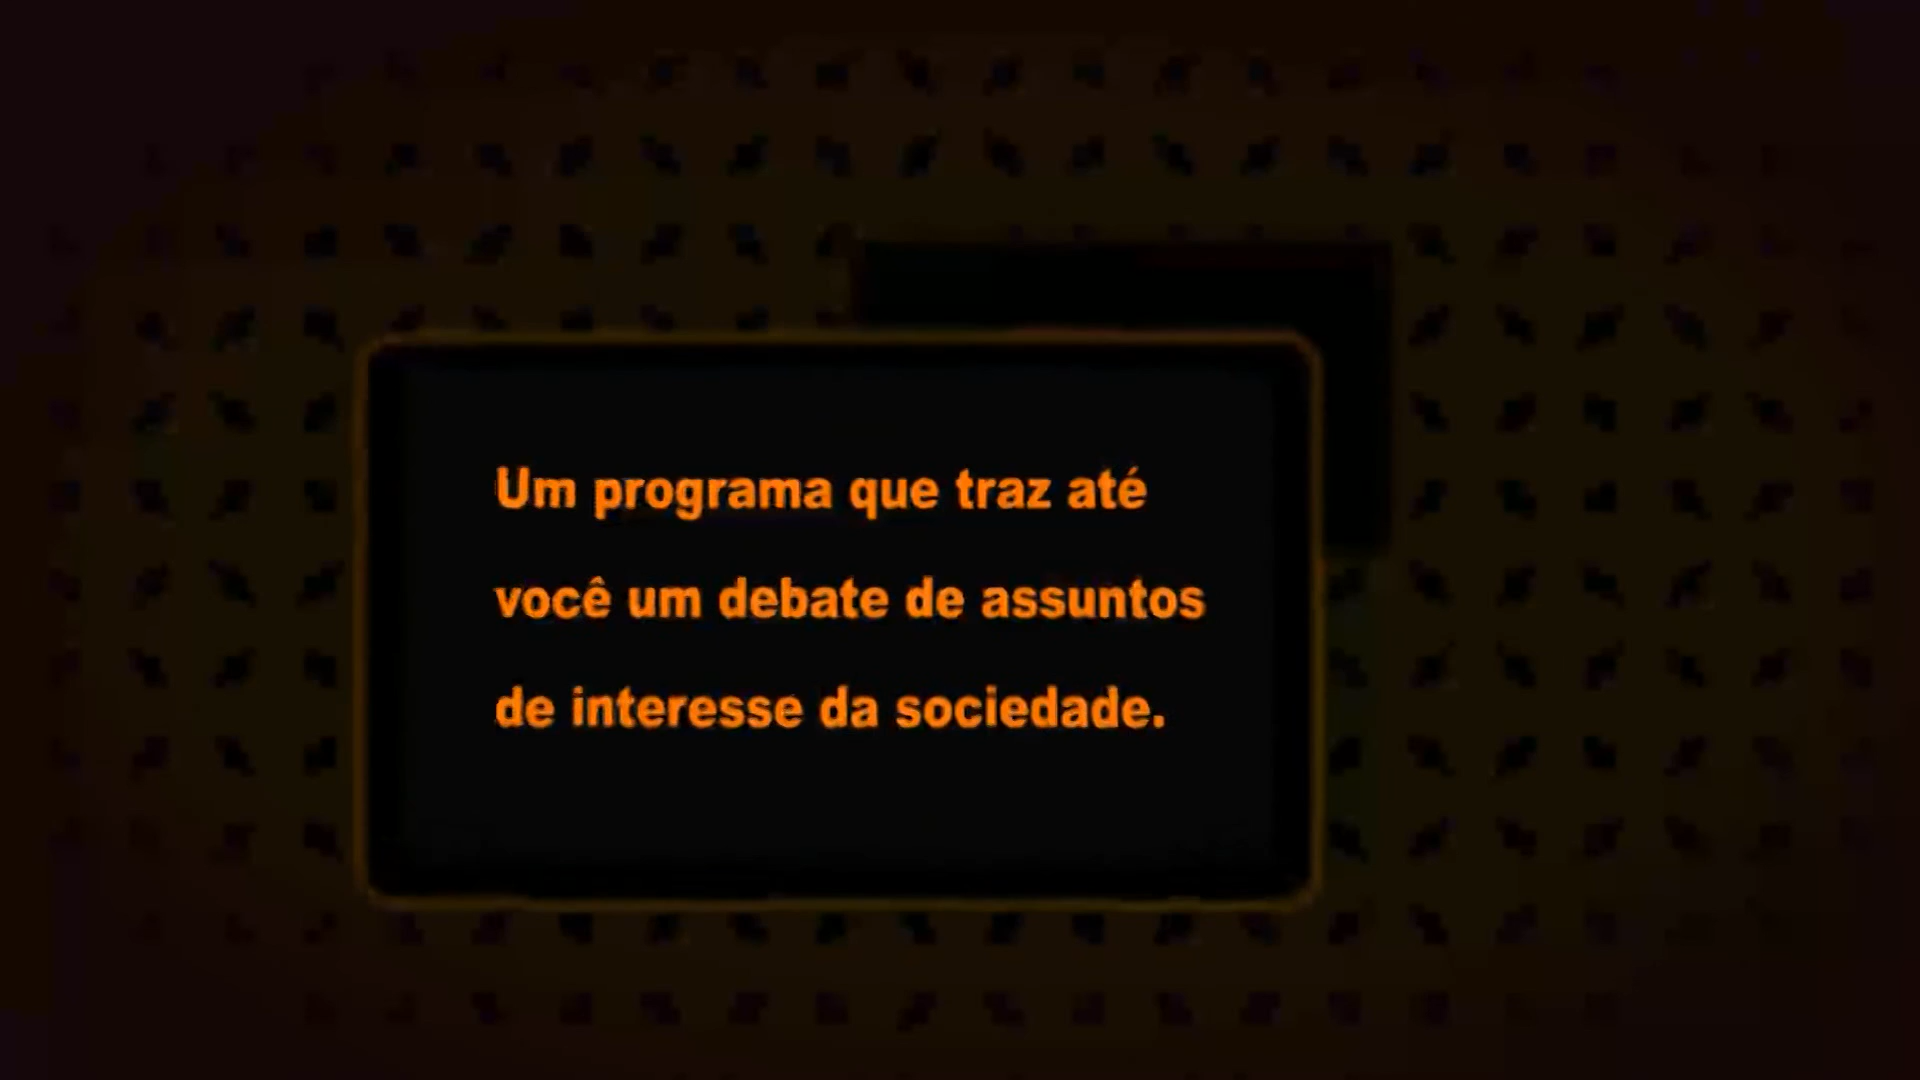 Um programa que traz até
você um debate de assuntos
de interesse da sociedade.